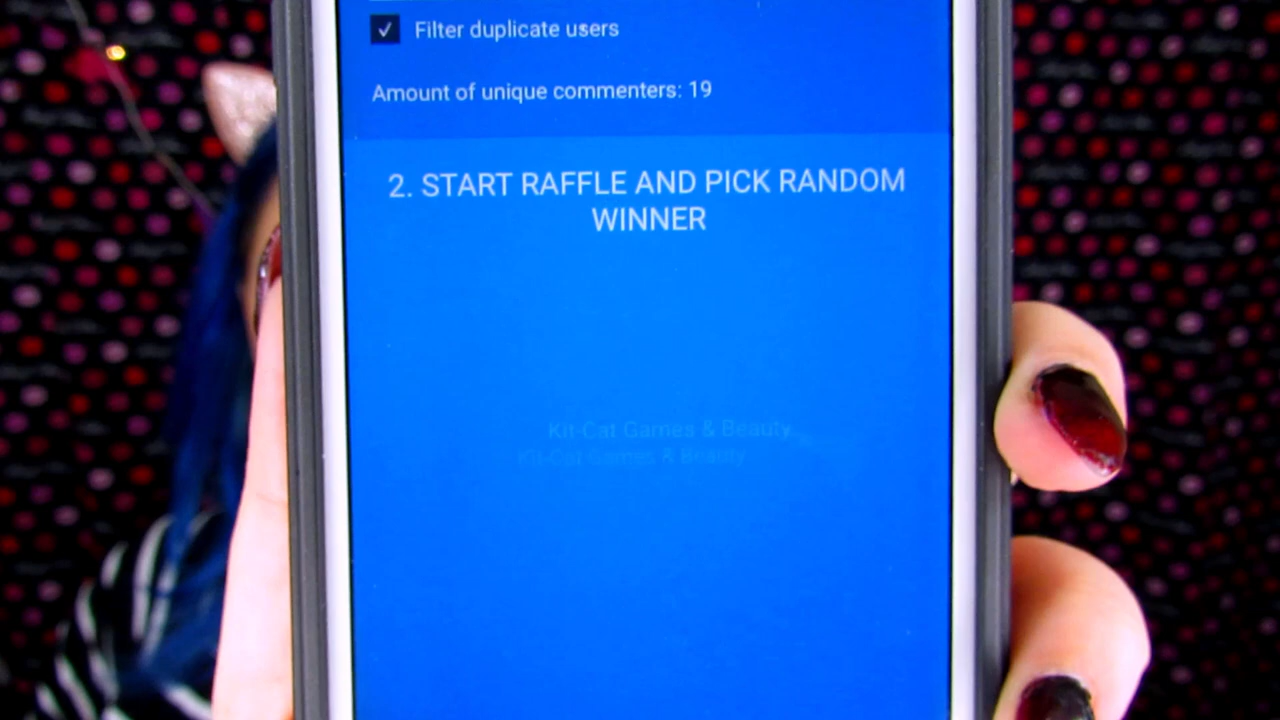 Filter duplicate users
Amount of unique commenters: 19
2. START RAFFLE AND PICK RANDOM
WINNER
Kit-Cat Games & Beauty
Kit-Cat Games & Beauty